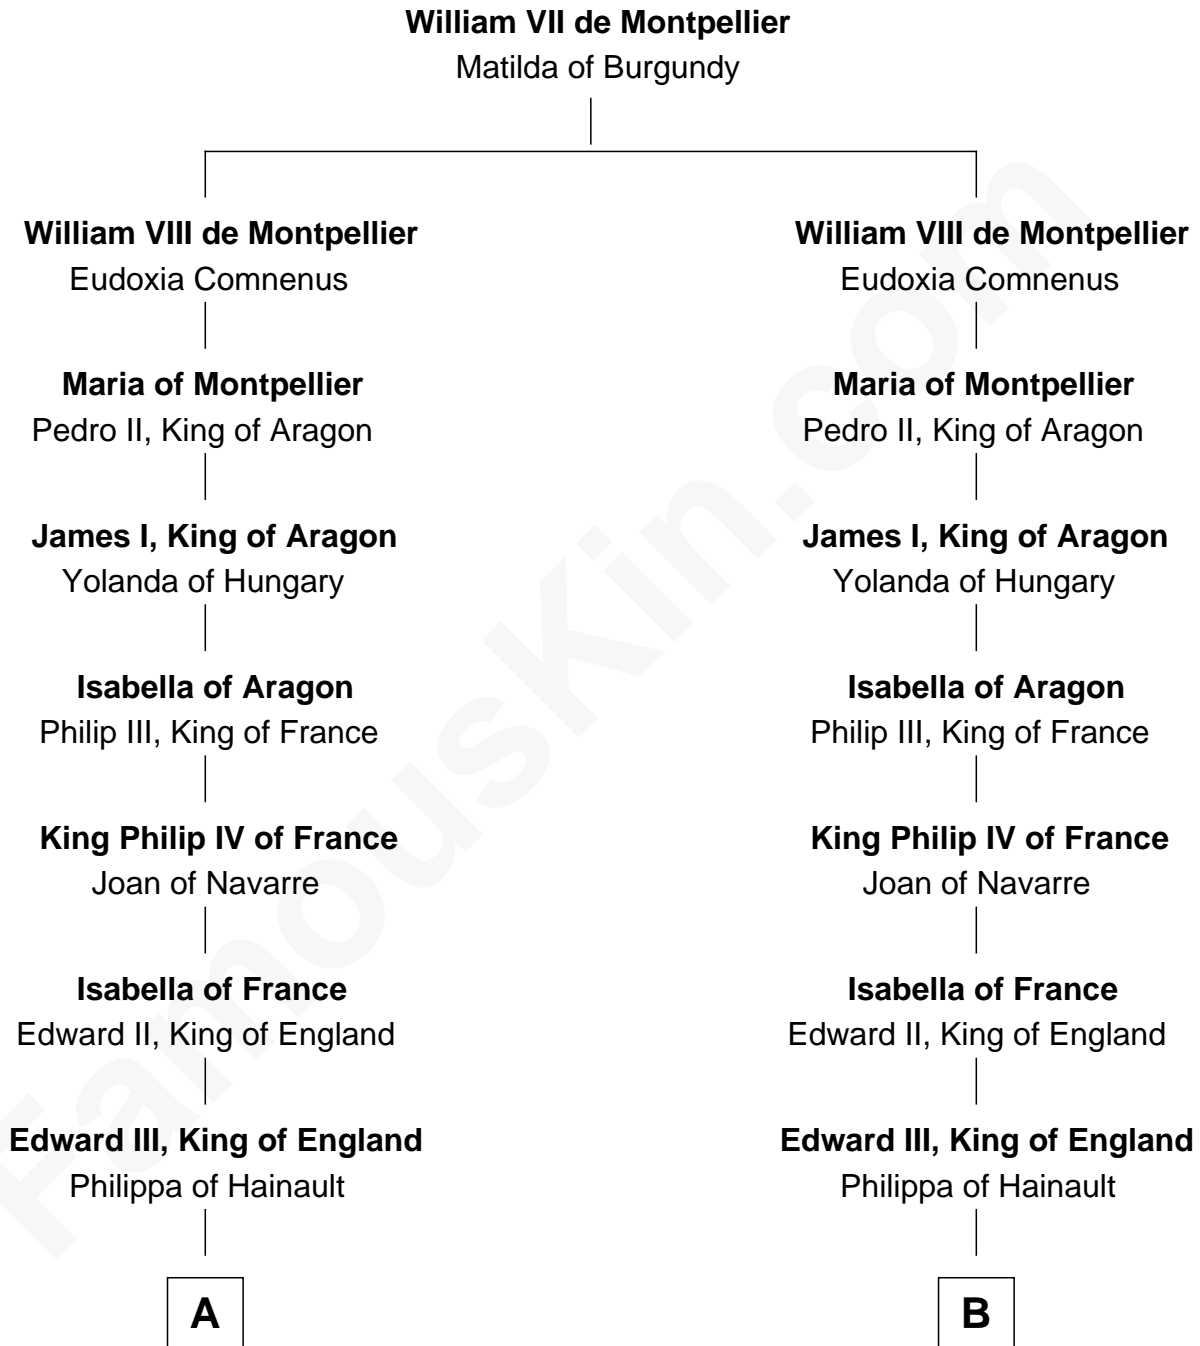 William VII de Montpellier
Matilda of Burgundy
William VIII de Montpellier
Eudoxia Comnenus
Maria of Montpellier
Pedro II, King of Aragon
James I, King of Aragon
Yolanda of Hungary
Isabella of Aragon
Philip III, King of France
King Philip IV of France
Joan of Navarre
Isabella of France
Edward II, King of England
Edward III, King of England
Philippa of Hainault
A
William VIII de Montpellier
Eudoxia Comnenus
Maria of Montpellier
Pedro II, King of Aragon
James I, King of Aragon
Yolanda of Hungary
Isabella of Aragon
Philip III, King of France
King Philip IV of France
Joan of Navarre
Isabella of France
Edward II, King of England
Edward III, King of England
Philippa of Hainault
B
FamousKin.com